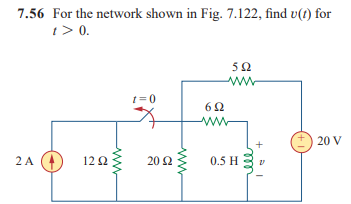 7.56 For the network shown in Fig. 7.122, find v(t) for
t > 0.
5 Ω
t = 0
6 Ω
+
+
20 V
−
2 A
12 Ω
20 Ω
0.5 H
v
−